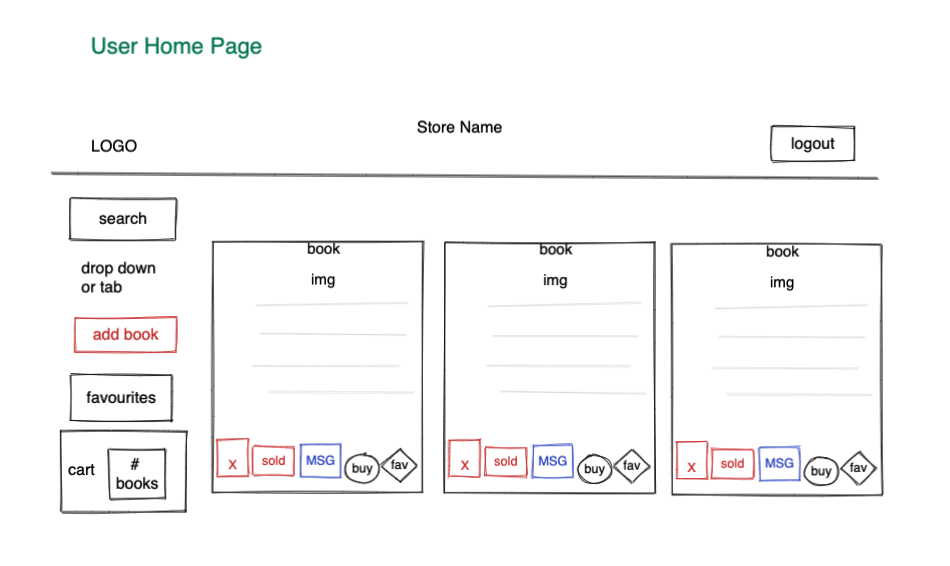 User Home Page
Store Name
LOGO
logout
search
drop down
or tab
add book
favourites
cart
#
books
book
img
x
sold
MSG
buy
fav
book
img
x
sold
MSG
buy
fav
book
img
x
sold
MSG
buy
fav